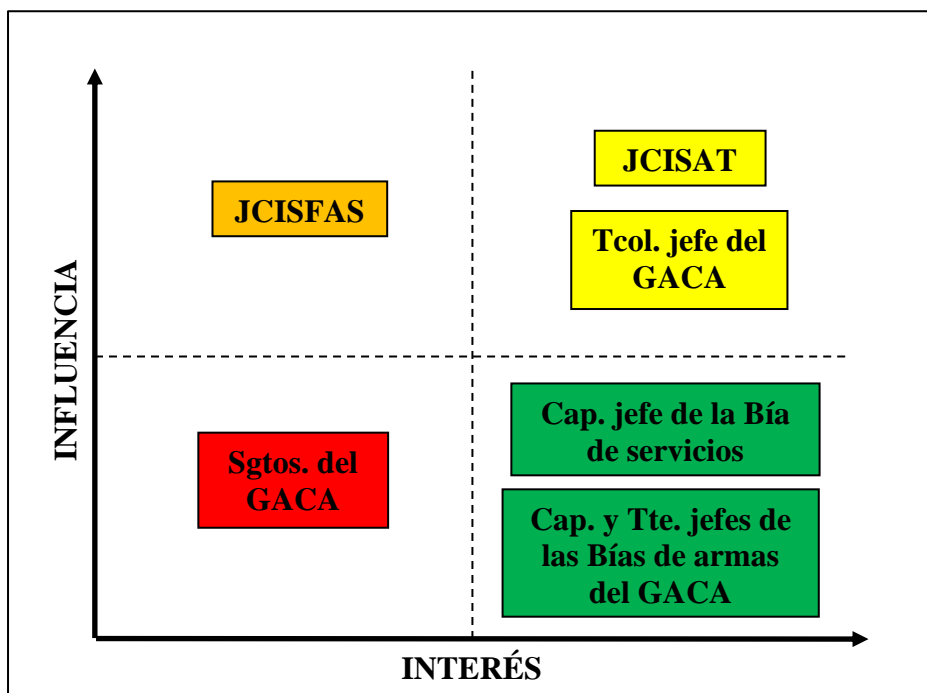 JCISAT
JCISFAS
Tcol. jefe del
GACA
INFLUENCIA
Cap. jefe de la Bía
de servicios
Sgtos. del
GACA
Cap. y Tte. jefes de
las Bías de armas
del GACA
INTERÉS